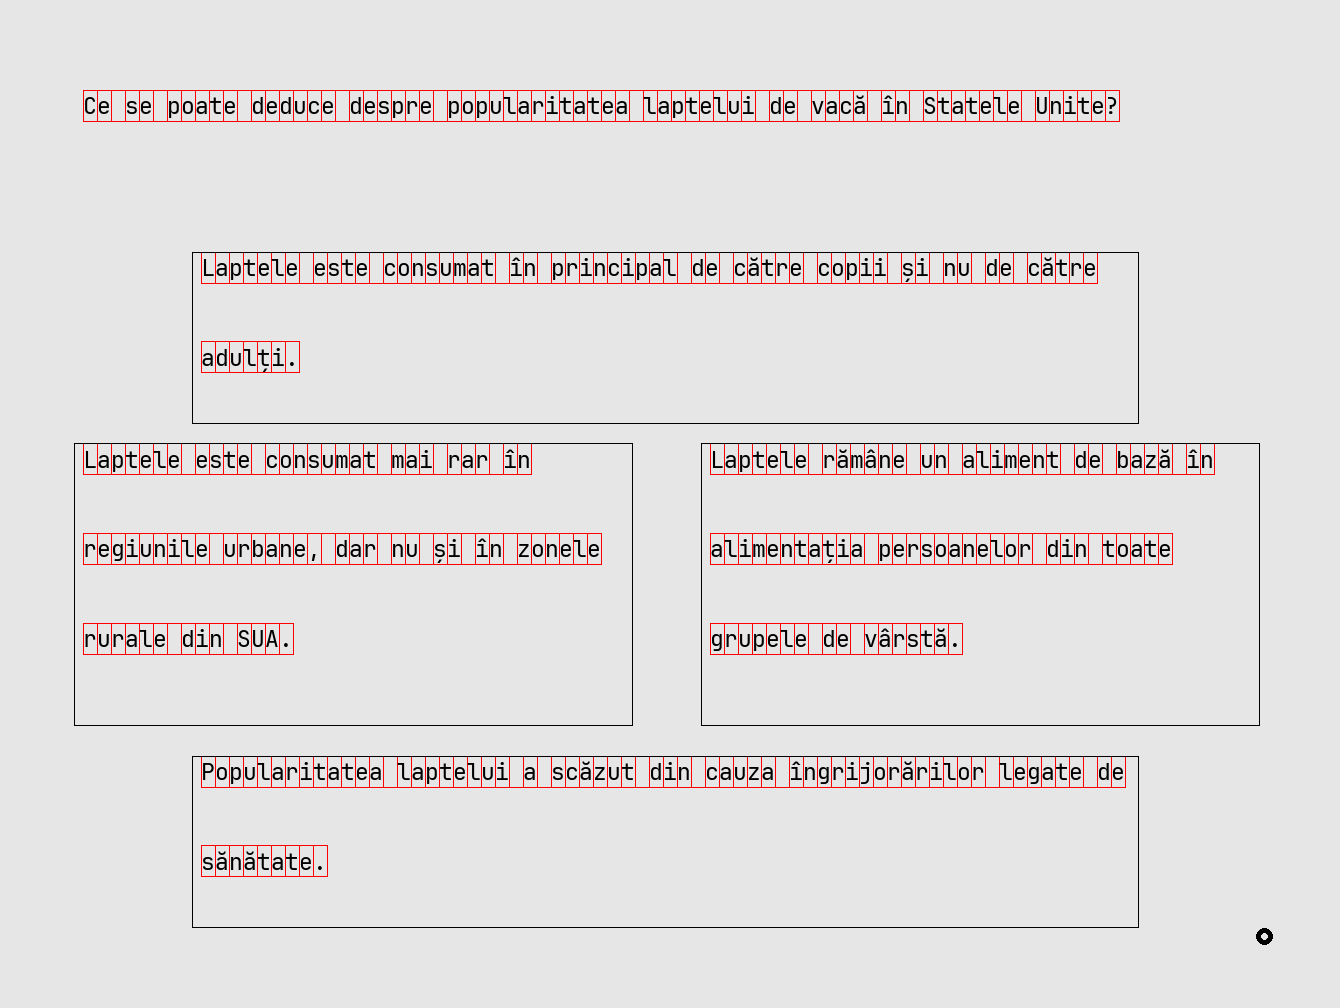 Ce se poate deduce despre popularitatea laptelui de vacă în Statele Unite?
Laptele este consumat în principal de către copii și nu de către
adulți.
Laptele este consumat mai rar în
regiunile urbane, dar nu și în zonele
rurale din SUA.
Laptele rămâne un aliment de bază în
alimentația persoanelor din toate
grupele de vârstă.
Popularitatea laptelui a scăzut din cauza îngrijorărilor legate de
sănătate.